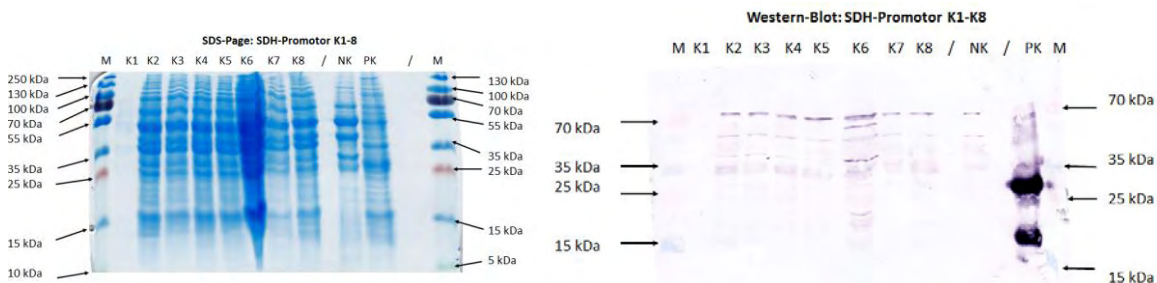 SDS-Page: SDH-Promotor K1-8
M K1 K2 K3 K4 K5 K6 K7 K8 / NK PK / M
250 kDa
130 kDa
100 kDa
70 kDa
55 kDa
35 kDa
25 kDa
15 kDa
10 kDa
130 kDa
100 kDa
70 kDa
55 kDa
35 kDa
25 kDa
15 kDa
5 kDa
Western-Blot: SDH-Promotor K1-K8
M K1 K2 K3 K4 K5 K6 K7 K8 / NK / PK M
70 kDa
35 kDa
25 kDa
15 kDa
70 kDa
35 kDa
25 kDa
15 kDa